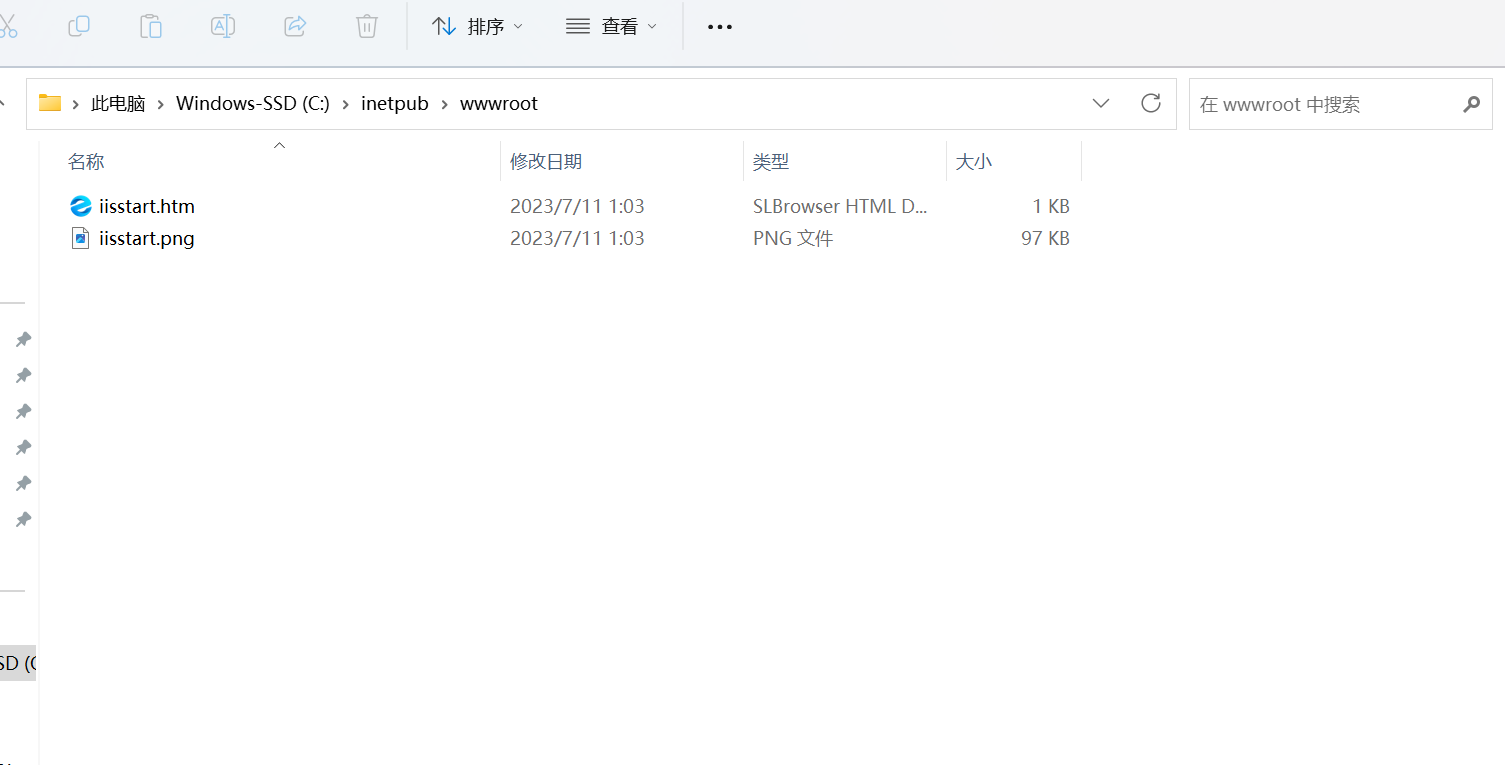 排序 查看
此电脑 Windows-SSD (C:) inetpub wwwroot 在 wwwroot 中搜索
名称 修改日期 类型 大小
iisstart.htm 2023/7/11 1:03 SLBrowser HTML D... 1 KB
iisstart.png 2023/7/11 1:03 PNG 文件 97 KB
SD (C